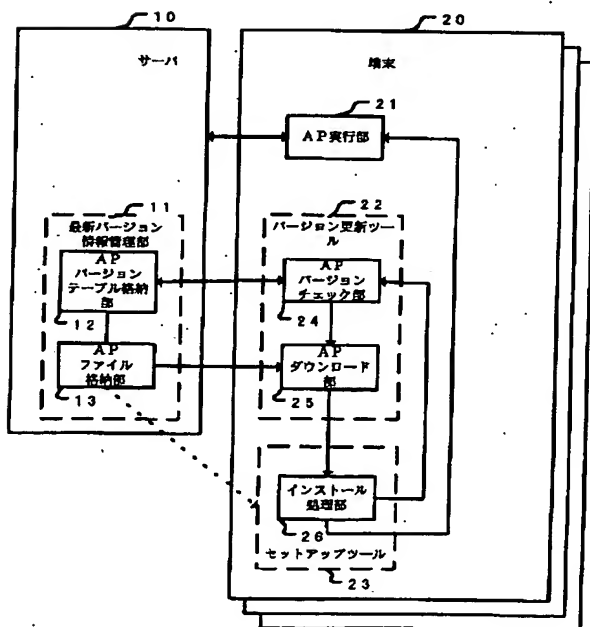 10
サーバ
20
端末
21
AP実行部
11
最新バージョン
情報管理部
AP
バージョン
テーブル格納
部
12
AP
ファイル
格納部
13
22
バージョン更新ツ
ール
AP
バージョン
チェック部
24
AP
ダウンロード
部
25
インストール
処理部
26
セットアップツール
23